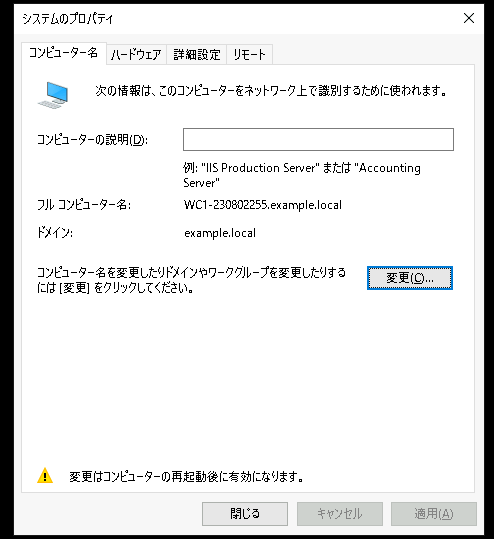 システムのプロパティ
コンピューター名 ハードウェア 詳細設定 リモート
次の情報は、このコンピューターをネットワーク上で識別するために使われます。
コンピューターの説明(D):
例: "IIS Production Server" または "Accounting
Server"
フル コンピューター名: WC1-230802255.example.local
ドメイン: example.local
コンピューター名を変更したりドメインやワークグループを変更したりする
には [変更] をクリックしてください。
変更(C)...
変更はコンピューターの再起動後に有効になります。
閉じる キャンセル 適用(A)